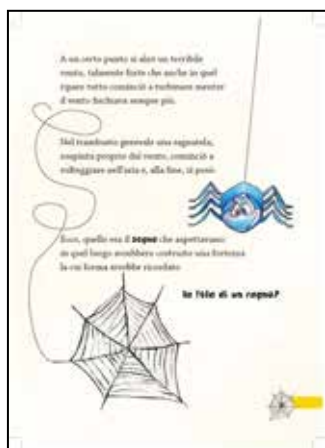 A un certo punto si alzò un terribile
vento, talmente forte che anche in quel
riparo tutto cominciò a turbinare mentre
il vento fischiava sempre più.
Nel trambusto generale una ragnatela,
sospinta proprio dal vento, cominciò a
volteggiare nell'aria e, alla fine, si posò.
Ecco, quello era il segno che aspettavano:
in quel luogo avrebbero costruito una fortezza
la cui forma avrebbe ricordato
le tele di un ragno?